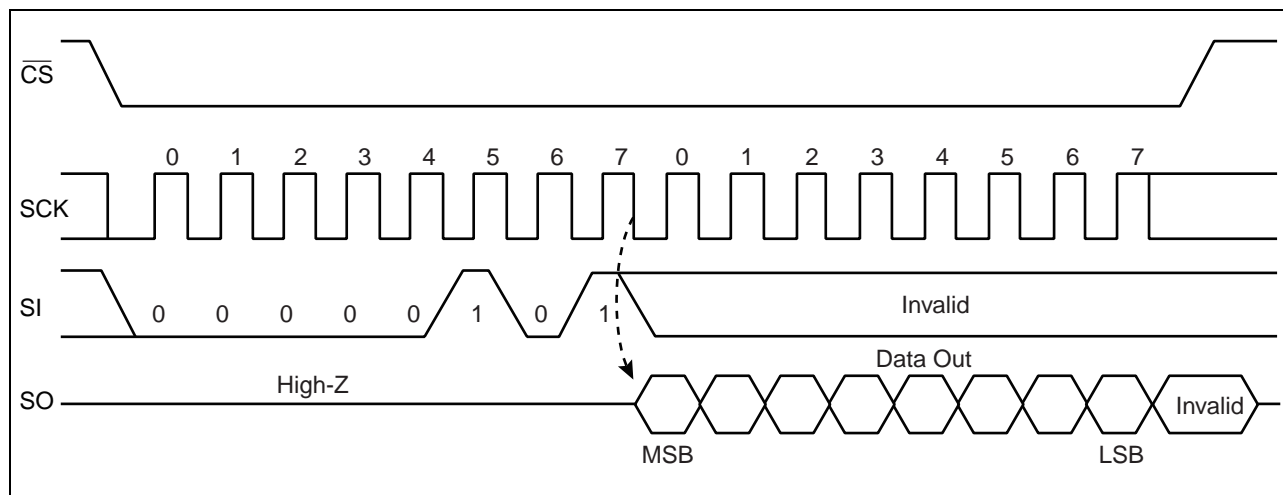 CS
0 1 2 3 4 5 6 7 0 1 2 3 4 5 6 7
SCK
SI
0 0 0 0 0 1 0 1
Invalid
Data Out
High-Z
SO
Invalid
MSB
LSB